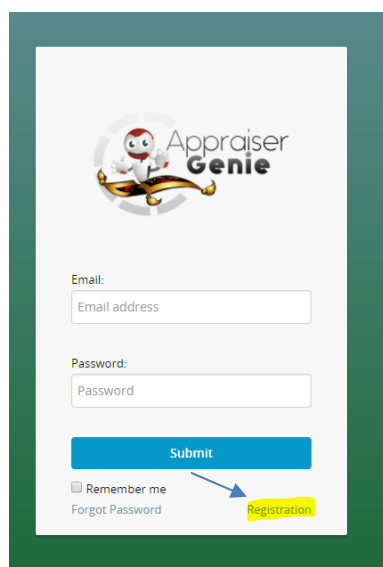 Appraiser
Genie
Email:
Email address
Password:
Password
Submit
Remember me
Forgot Password Registration